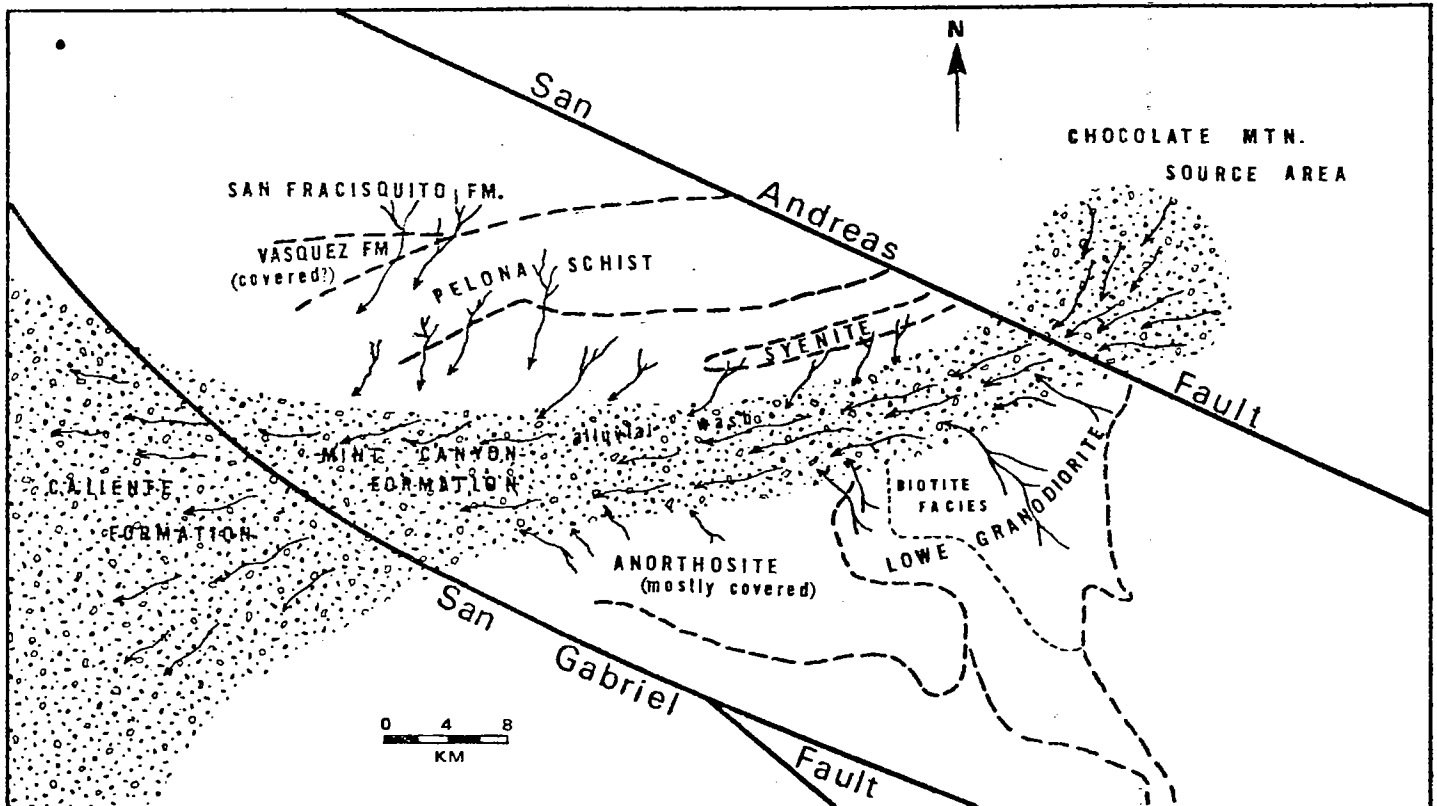 N
San
CHOCOLATE MTN.
SOURCE AREA
SAN FRACISQUITO FM.
Andreas
VASQUEZ FM
(covered?)
PELONA SCHIST
SYENITE
Fault
alluvial wash
MINT CANYON
FORMATION
CALIENTE
FORMATION
BIOTITE
FACIES
LOWE GRANODIORITE
ANORTHOSITE
(mostly covered)
San
Gabriel
Fault
0 4 8
KM